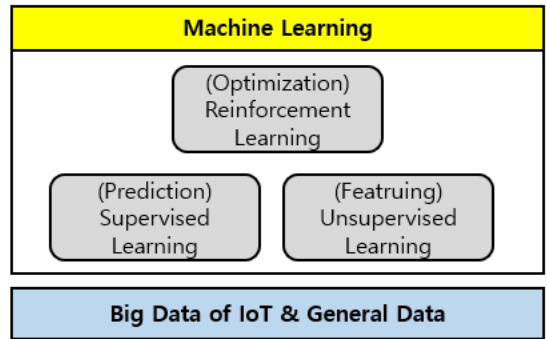 Machine Learning
(Optimization)
Reinforcement
Learning
(Prediction)
Supervised
Learning
(Featruing)
Unsupervised
Learning
Big Data of IoT & General Data